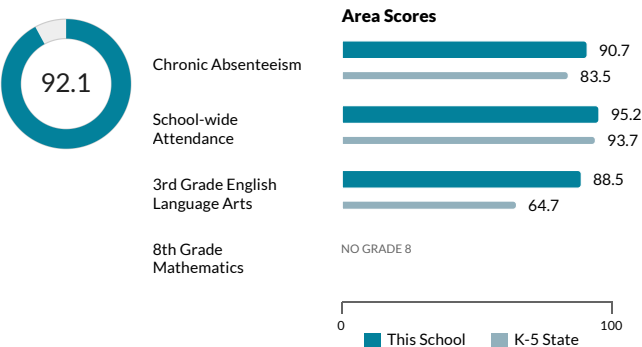 Area Scores
92.1
Chronic Absenteeism
90.7
83.5
School-wide
Attendance
95.2
93.7
3rd Grade English
Language Arts
88.5
64.7
8th Grade
Mathematics
NO GRADE 8
0
100
This School
K-5 State